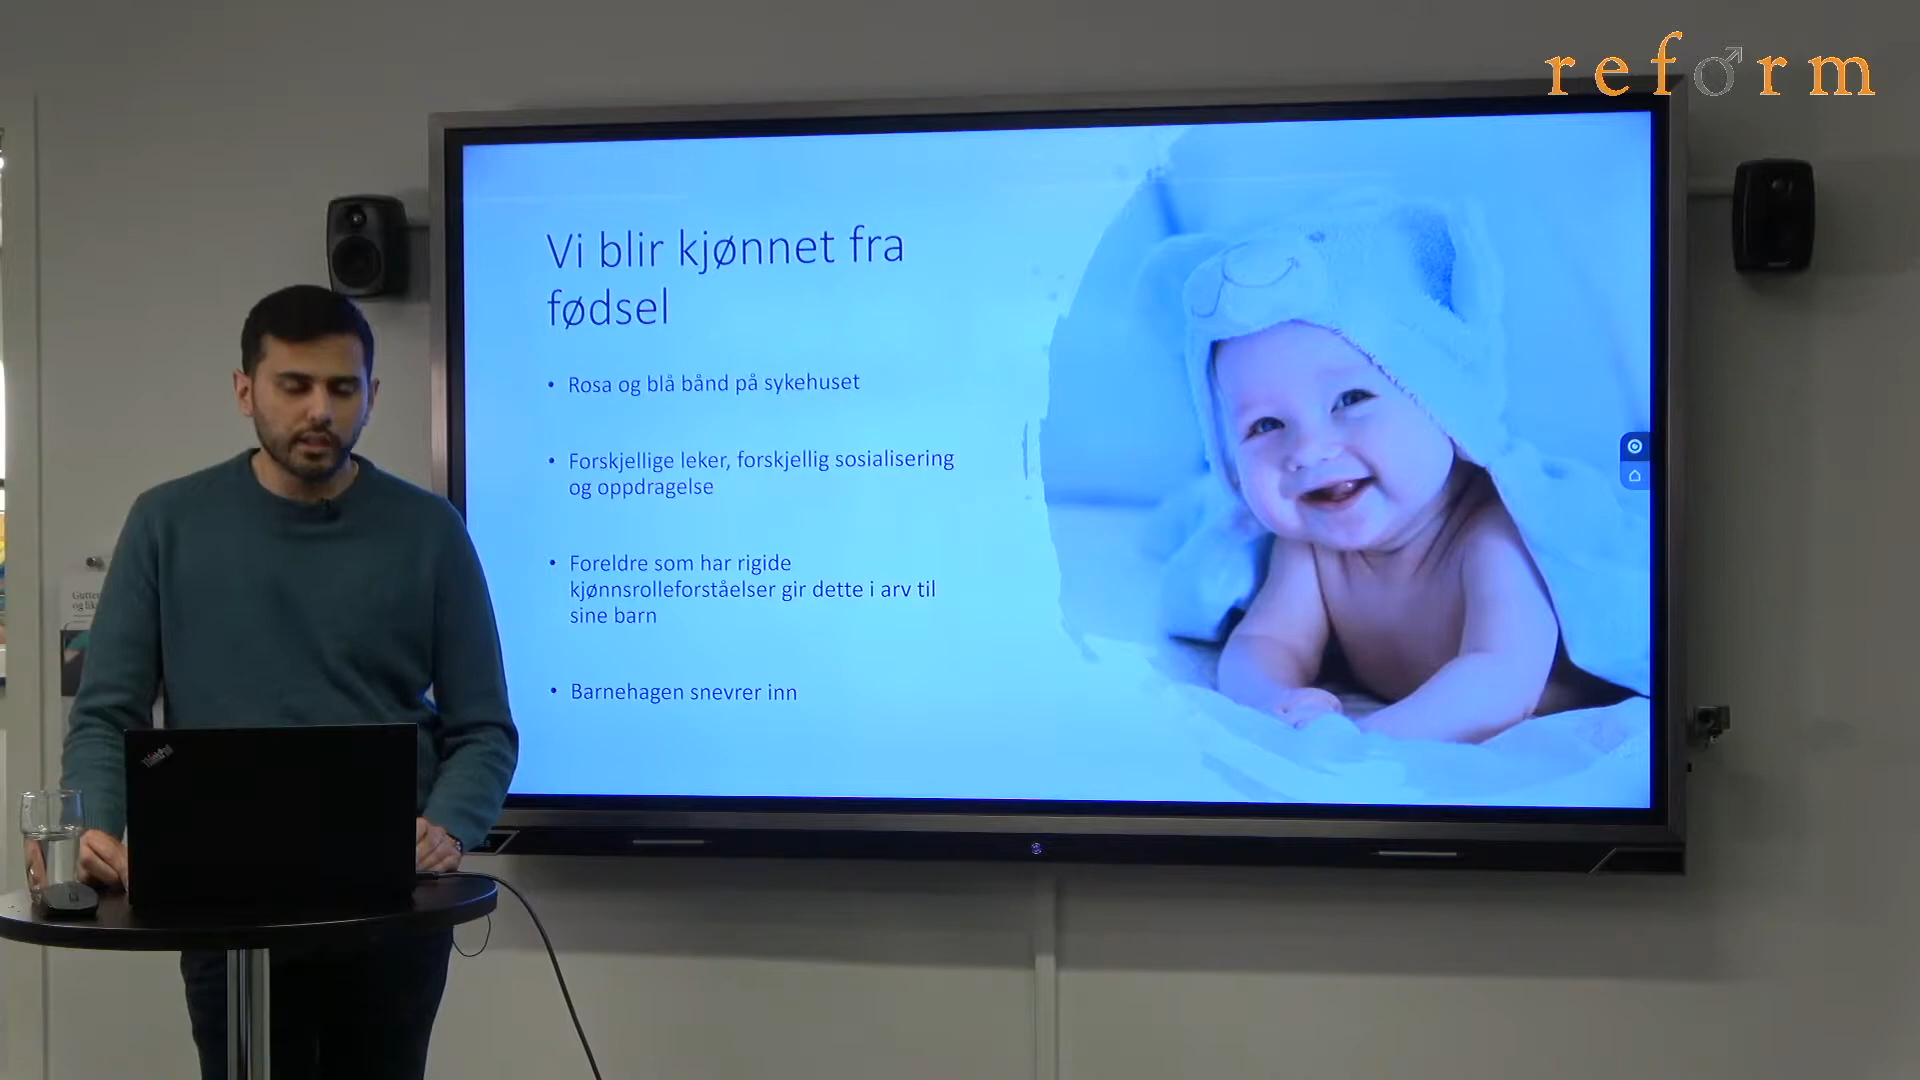 reform
Vi blir kjønnet fra
fødsel
• Rosa og blå bånd på sykehuset
• Forskjellige leker, forskjellig sosialisering
og oppdragelse
• Foreldre som har rigide
kjønnsrolleforståelser gir dette i arv til
sine barn
• Barnehagen snevrer inn
ThinkPad